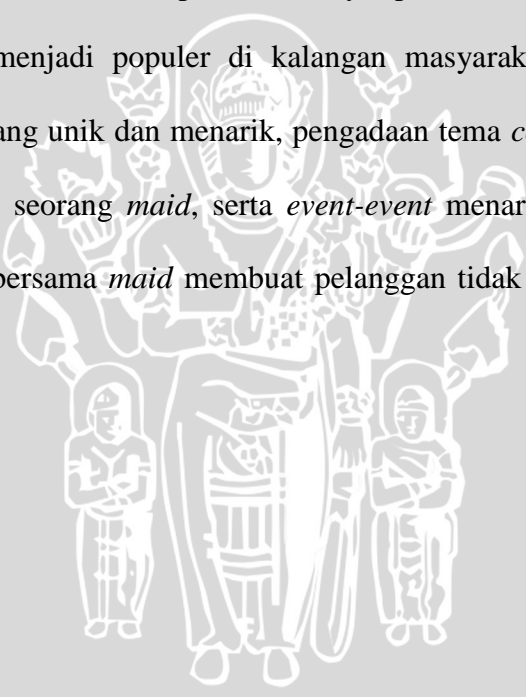 menjadi populer di kalangan masyarak
ang unik dan menarik, pengadaan tema c
seorang maid, serta event-event menar
bersama maid membuat pelanggan tidak